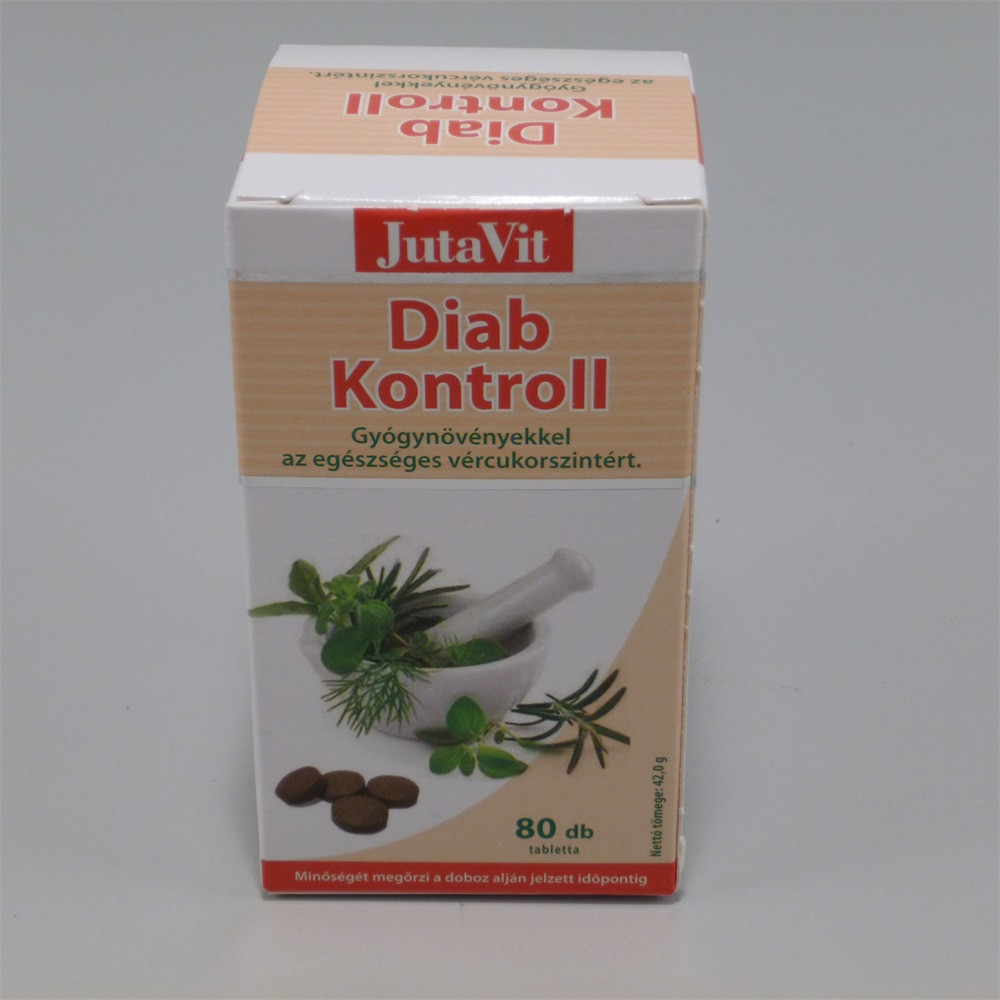 Diab
Kontroll
Gyógynövényekkel
az egészséges vércukorszintért.
JutaVit
Diab
Kontroll
Gyógynövényekkel
az egészséges vércukorszintért.
80 db
tabletta
Nettó tömege: 42,0 g
Minőségét megőrzi a doboz alján jelzett időpontig